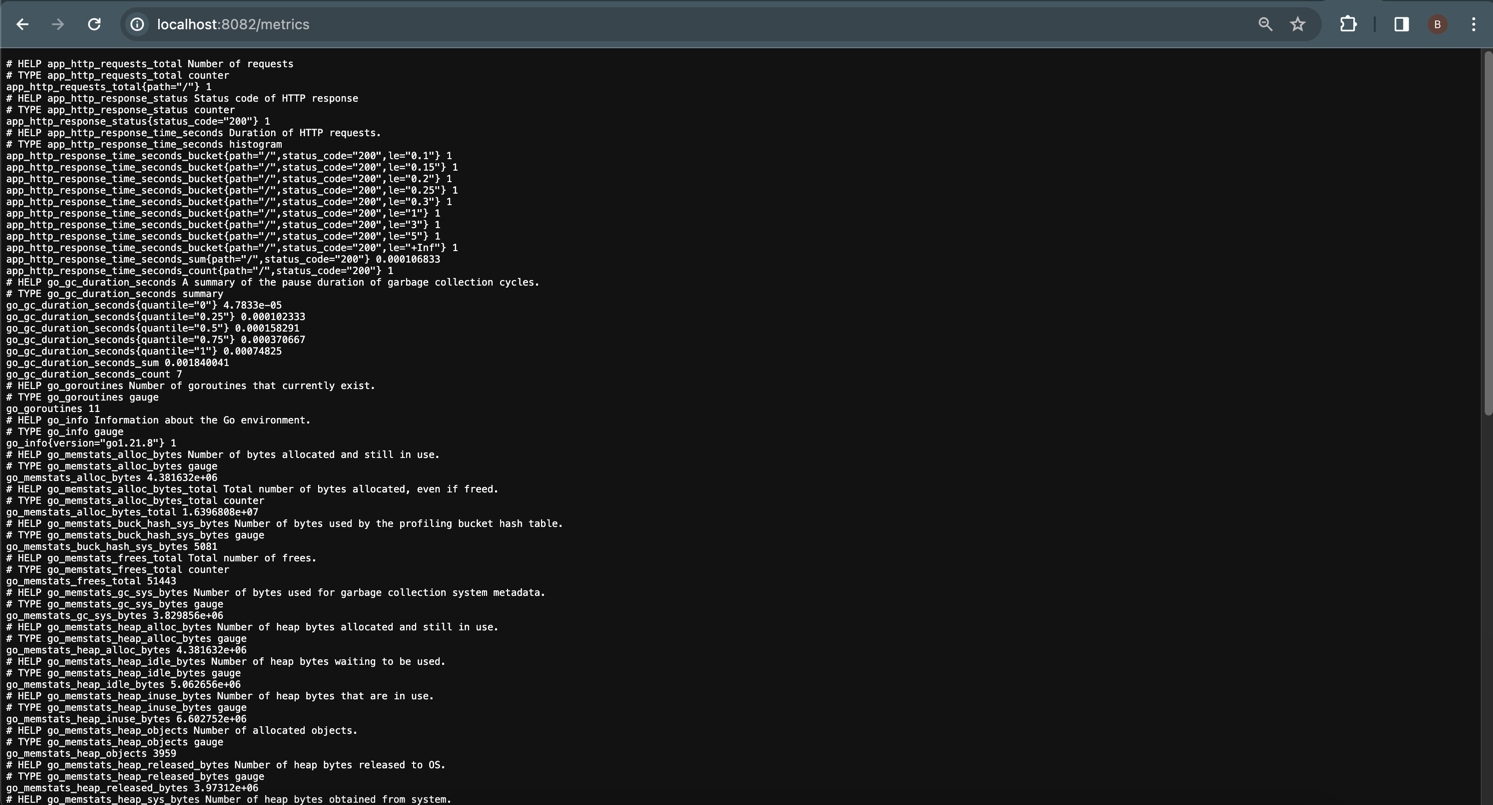 localhost:8082/metrics
B
# HELP app_http_requests_total Number of requests
# TYPE app_http_requests_total counter
app_http_requests_total{path="/"} 1
# HELP app_http_response_status Status code of HTTP response
# TYPE app_http_response_status counter
app_http_response_status{status_code="200"} 1
# HELP app_http_response_time_seconds Duration of HTTP requests.
# TYPE app_http_response_time_seconds histogram
app_http_response_time_seconds_bucket{path="/",status_code="200",le="0.1"} 1
app_http_response_time_seconds_bucket{path="/",status_code="200",le="0.15"} 1
app_http_response_time_seconds_bucket{path="/",status_code="200",le="0.2"} 1
app_http_response_time_seconds_bucket{path="/",status_code="200",le="0.25"} 1
app_http_response_time_seconds_bucket{path="/",status_code="200",le="0.3"} 1
app_http_response_time_seconds_bucket{path="/",status_code="200",le="1"} 1
app_http_response_time_seconds_bucket{path="/",status_code="200",le="3"} 1
app_http_response_time_seconds_bucket{path="/",status_code="200",le="5"} 1
app_http_response_time_seconds_bucket{path="/",status_code="200",le="+Inf"} 1
app_http_response_time_seconds_sum{path="/",status_code="200"} 0.000106833
app_http_response_time_seconds_count{path="/",status_code="200"} 1
# HELP go_gc_duration_seconds A summary of the pause duration of garbage collection cycles.
# TYPE go_gc_duration_seconds summary
go_gc_duration_seconds{quantile="0"} 4.7833e-05
go_gc_duration_seconds{quantile="0.25"} 0.000102333
go_gc_duration_seconds{quantile="0.5"} 0.000158291
go_gc_duration_seconds{quantile="0.75"} 0.000370667
go_gc_duration_seconds{quantile="1"} 0.00074825
go_gc_duration_seconds_sum 0.001840041
go_gc_duration_seconds_count 7
# HELP go_goroutines Number of goroutines that currently exist.
# TYPE go_goroutines gauge
go_goroutines 11
# HELP go_info Information about the Go environment.
# TYPE go_info gauge
go_info{version="go1.21.8"} 1
# HELP go_memstats_alloc_bytes Number of bytes allocated and still in use.
# TYPE go_memstats_alloc_bytes gauge
go_memstats_alloc_bytes 4.381632e+06
# HELP go_memstats_alloc_bytes_total Total number of bytes allocated, even if freed.
# TYPE go_memstats_alloc_bytes_total counter
go_memstats_alloc_bytes_total 1.6396808e+07
# HELP go_memstats_buck_hash_sys_bytes Number of bytes used by the profiling bucket hash table.
# TYPE go_memstats_buck_hash_sys_bytes gauge
go_memstats_buck_hash_sys_bytes 5081
# HELP go_memstats_frees_total Total number of frees.
# TYPE go_memstats_frees_total counter
go_memstats_frees_total 51443
# HELP go_memstats_gc_sys_bytes Number of bytes used for garbage collection system metadata.
# TYPE go_memstats_gc_sys_bytes gauge
go_memstats_gc_sys_bytes 3.829856e+06
# HELP go_memstats_heap_alloc_bytes Number of heap bytes allocated and still in use.
# TYPE go_memstats_heap_alloc_bytes gauge
go_memstats_heap_alloc_bytes 4.381632e+06
# HELP go_memstats_heap_idle_bytes Number of heap bytes waiting to be used.
# TYPE go_memstats_heap_idle_bytes gauge
go_memstats_heap_idle_bytes 5.062656e+06
# HELP go_memstats_heap_inuse_bytes Number of heap bytes that are in use.
# TYPE go_memstats_heap_inuse_bytes gauge
go_memstats_heap_inuse_bytes 6.602752e+06
# HELP go_memstats_heap_objects Number of allocated objects.
# TYPE go_memstats_heap_objects gauge
go_memstats_heap_objects 3959
# HELP go_memstats_heap_released_bytes Number of heap bytes released to OS.
# TYPE go_memstats_heap_released_bytes gauge
go_memstats_heap_released_bytes 3.97312e+06
# HELP go_memstats_heap_sys_bytes Number of heap bytes obtained from system.